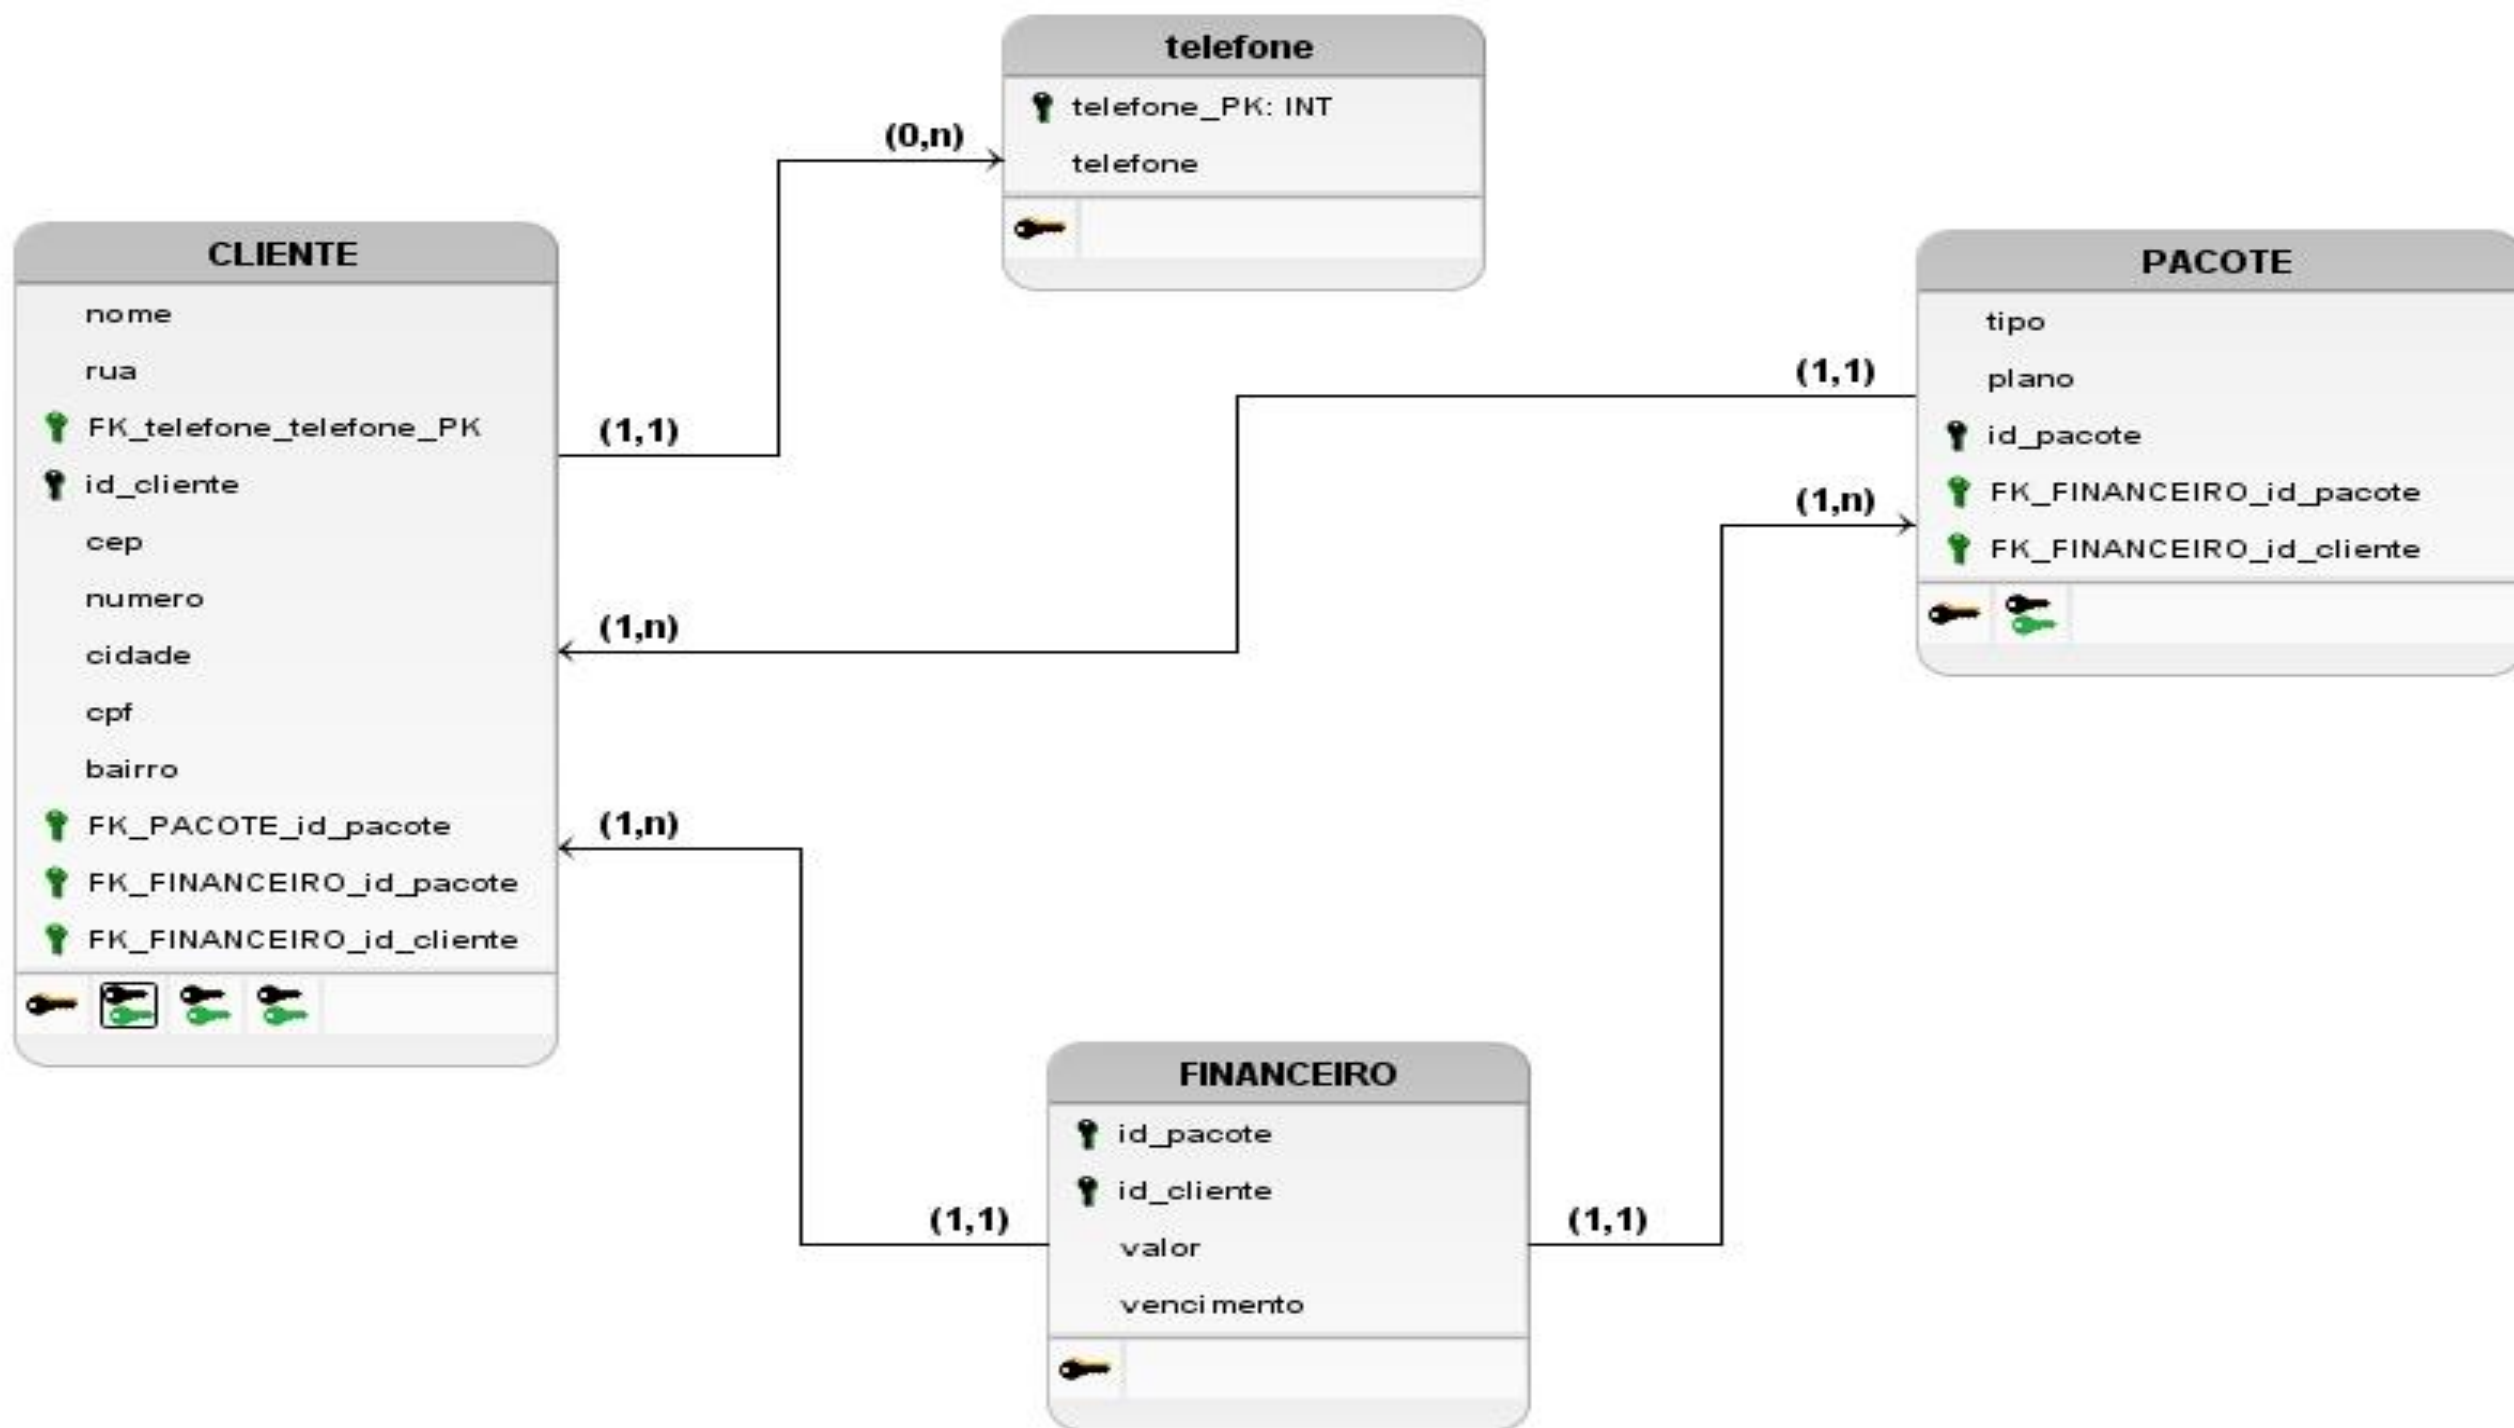 telefone
telefone_PK: INT
telefone
(0,n)
CLIENTE
nome
rua
FK_telefone_telefone_PK
id_cliente
cep
numero
cidade
cpf
bairro
FK_PACOTE_id_pacote
FK_FINANCEIRO_id_pacote
FK_FINANCEIRO_id_cliente
(1,1)
(1,n)
(1,n)
PACOTE
tipo
plano
id_pacote
FK_FINANCEIRO_id_pacote
FK_FINANCEIRO_id_cliente
(1,1)
(1,n)
FINANCEIRO
id_pacote
id_cliente
valor
vencimento
(1,1)
(1,1)